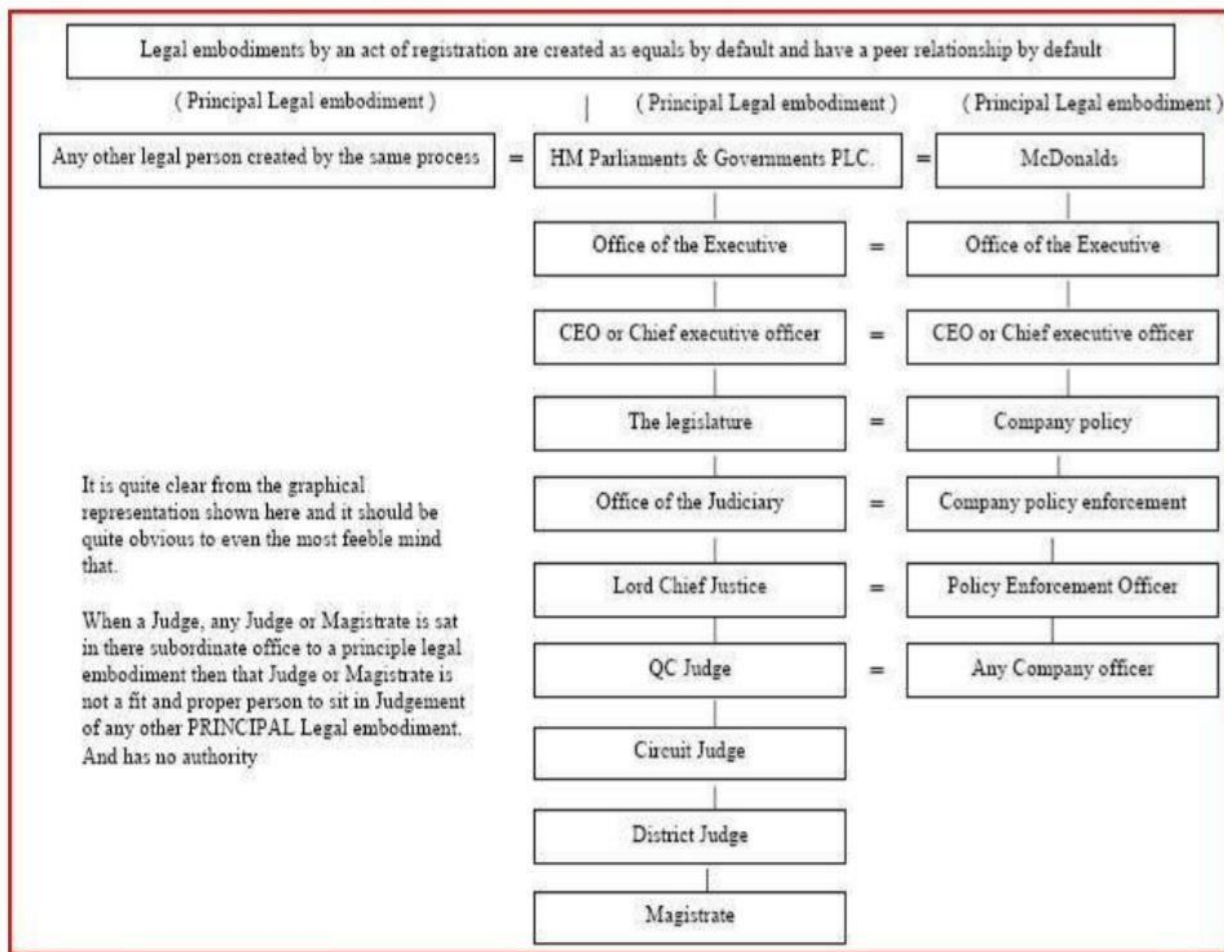 Legal embodiments by an act of registration are created as equals by default and have a peer relationship by default
( Principal Legal embodiment ) ( Principal Legal embodiment ) ( Principal Legal embodiment )
Any other legal person created by the same process = HM Parliaments & Governments PLC. = McDonalds
Office of the Executive = Office of the Executive
CEO or Chief executive officer = CEO or Chief executive officer
The legislature = Company policy
Office of the Judiciary = Company policy enforcement
Lord Chief Justice = Policy Enforcement Officer
QC Judge = Any Company officer
Circuit Judge
District Judge
Magistrate
It is quite clear from the graphical
representation shown here and it should be
quite obvious to even the most feeble mind
that.
When a Judge, any Judge or Magistrate is sat
in there subordinate office to a principle legal
embodiment then that Judge or Magistrate is
not a fit and proper person to sit in Judgement
of any other PRINCIPAL Legal embodiment.
And has no authority